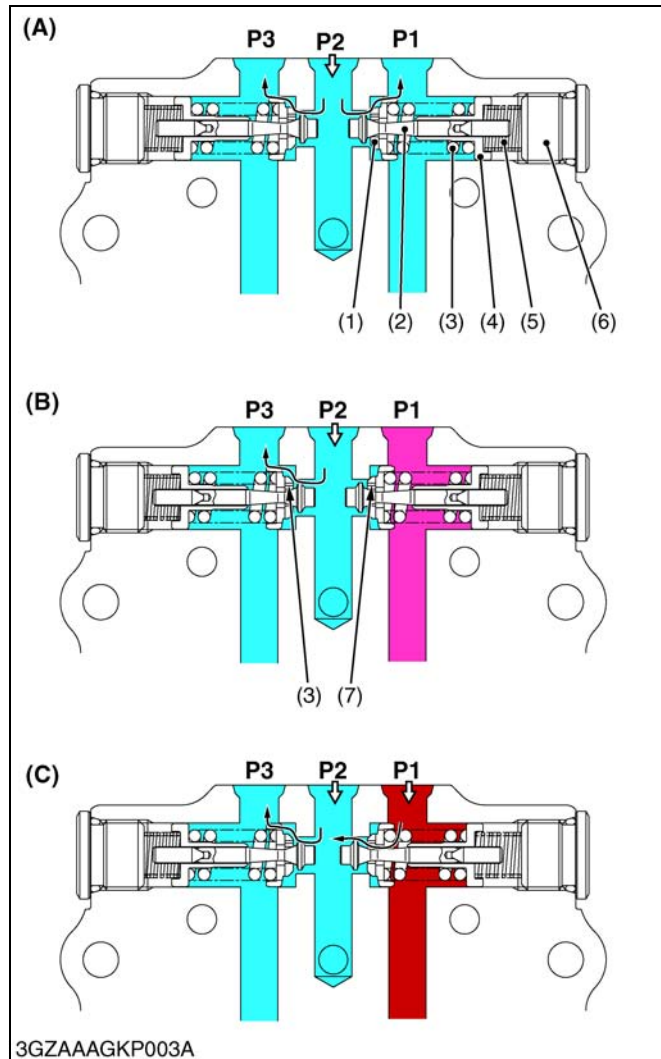 (A)
P3 P2 P1
(1) (2) (3) (4) (5) (6)
(B)
P3 P2 P1
(3) (7)
(C)
P3 P2 P1
3GZAAAGKP003A